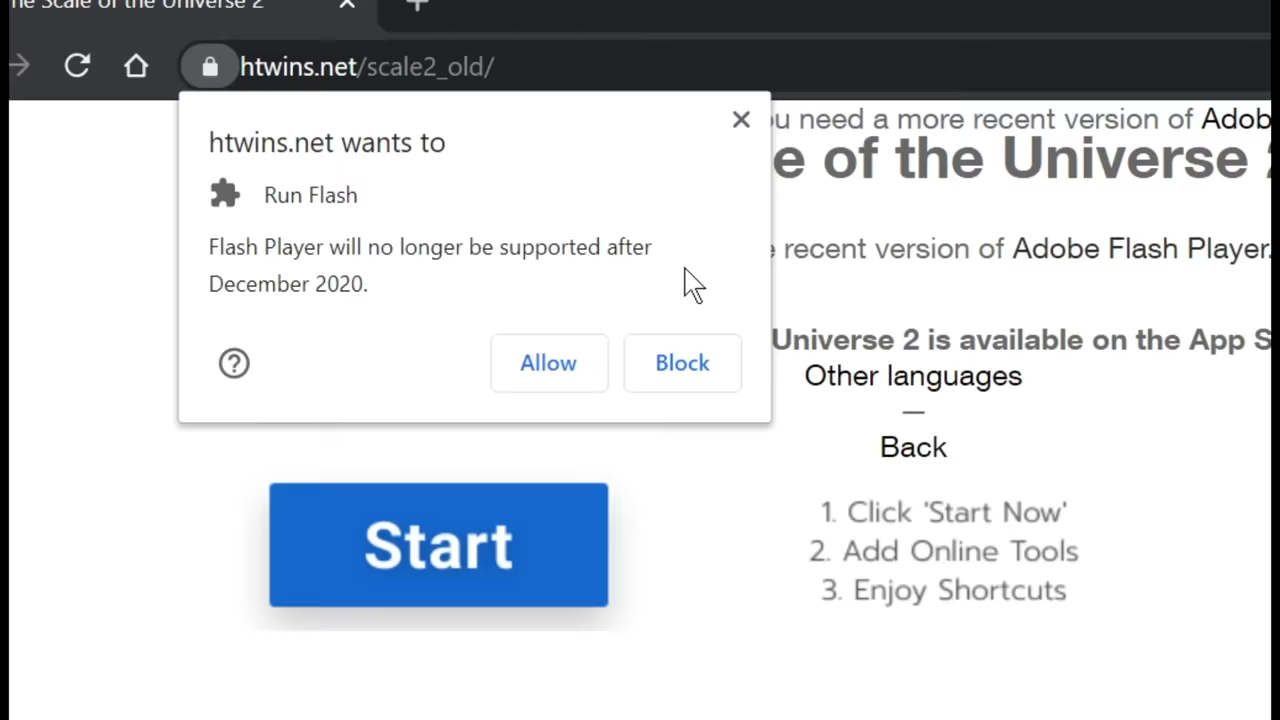 he Scale of the Universe 2
htwins.net/scale2_old/
htwins.net wants to
Run Flash
Flash Player will no longer be supported after
December 2020.
Allow
Block
u need a more recent version of Adob
e of the Universe 2
e recent version of Adobe Flash Player.
Universe 2 is available on the App S
Other languages
—
Back
Start
1. Click 'Start Now'
2. Add Online Tools
3. Enjoy Shortcuts